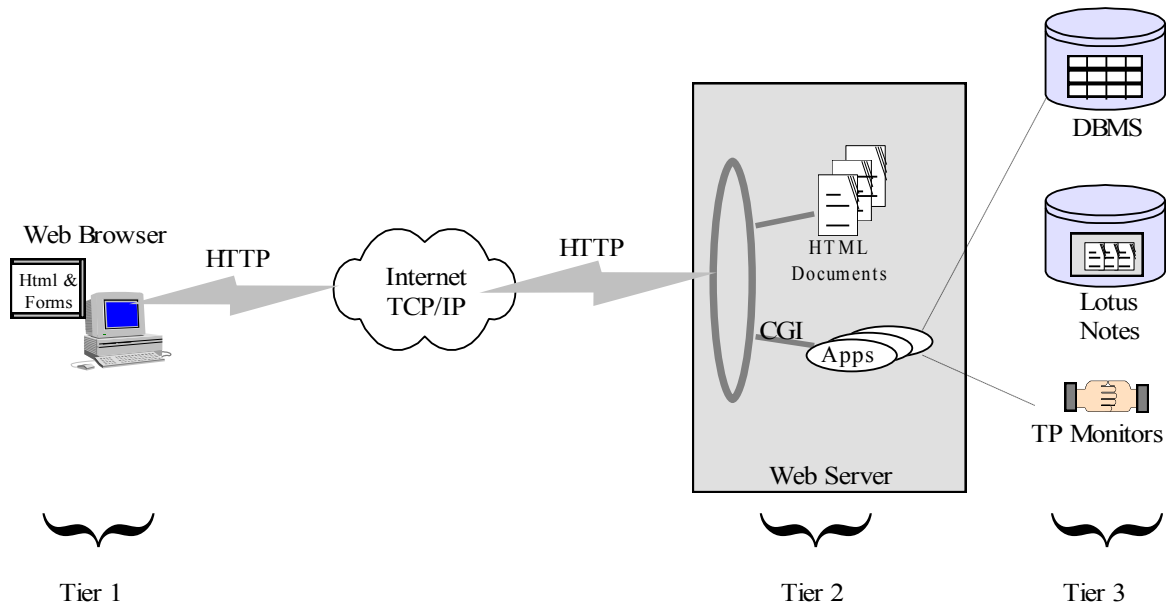 Web Browser
Html &
Forms
HTTP
Internet
TCP/IP
HTTP
HTML
Documents
CGI
Apps
Web Server
DBMS
Lotus
Notes
TP Monitors
Tier 1
Tier 2
Tier 3